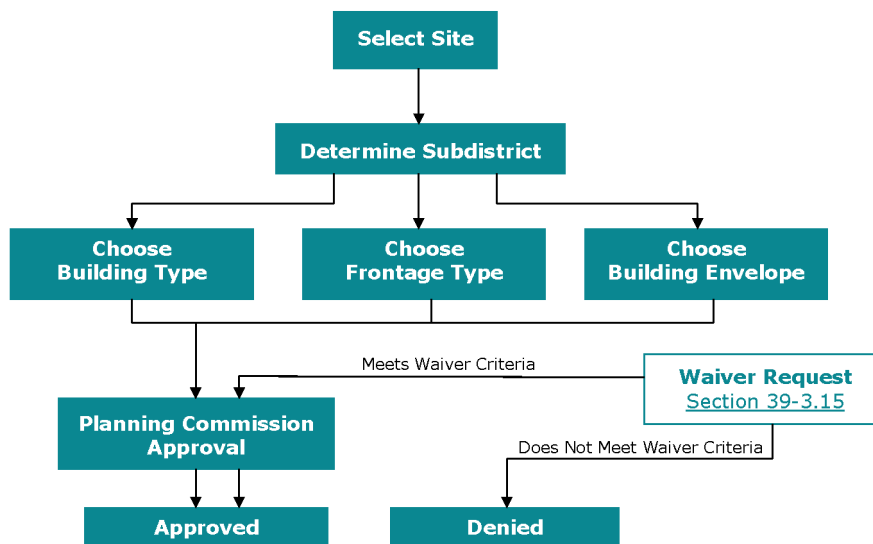 Select Site
Determine Subdistrict
Choose
Building Type
Choose
Frontage Type
Choose
Building Envelope
Meets Waiver Criteria
Waiver Request
Section 39-3.15
Planning Commission
Approval
Does Not Meet Waiver Criteria
Approved
Denied